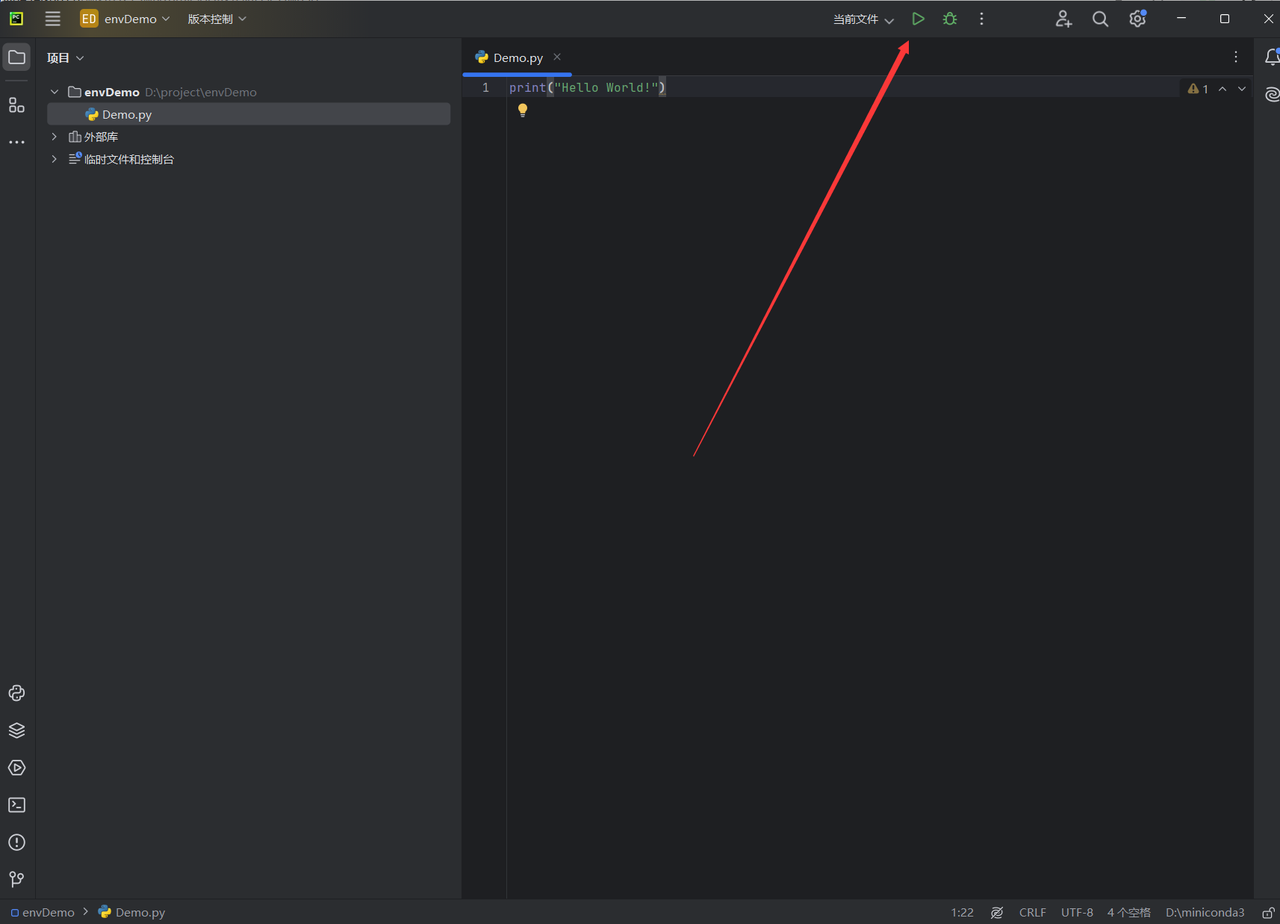 ED envDemo 版本控制 当前文件
项目
Demo.py
envDemo D:\project\envDemo
1 print("Hello World!") 1
Demo.py
外部库
临时文件和控制台
envDemo Demo.py 1:22 CRLF UTF-8 4 个空格 D:\miniconda3